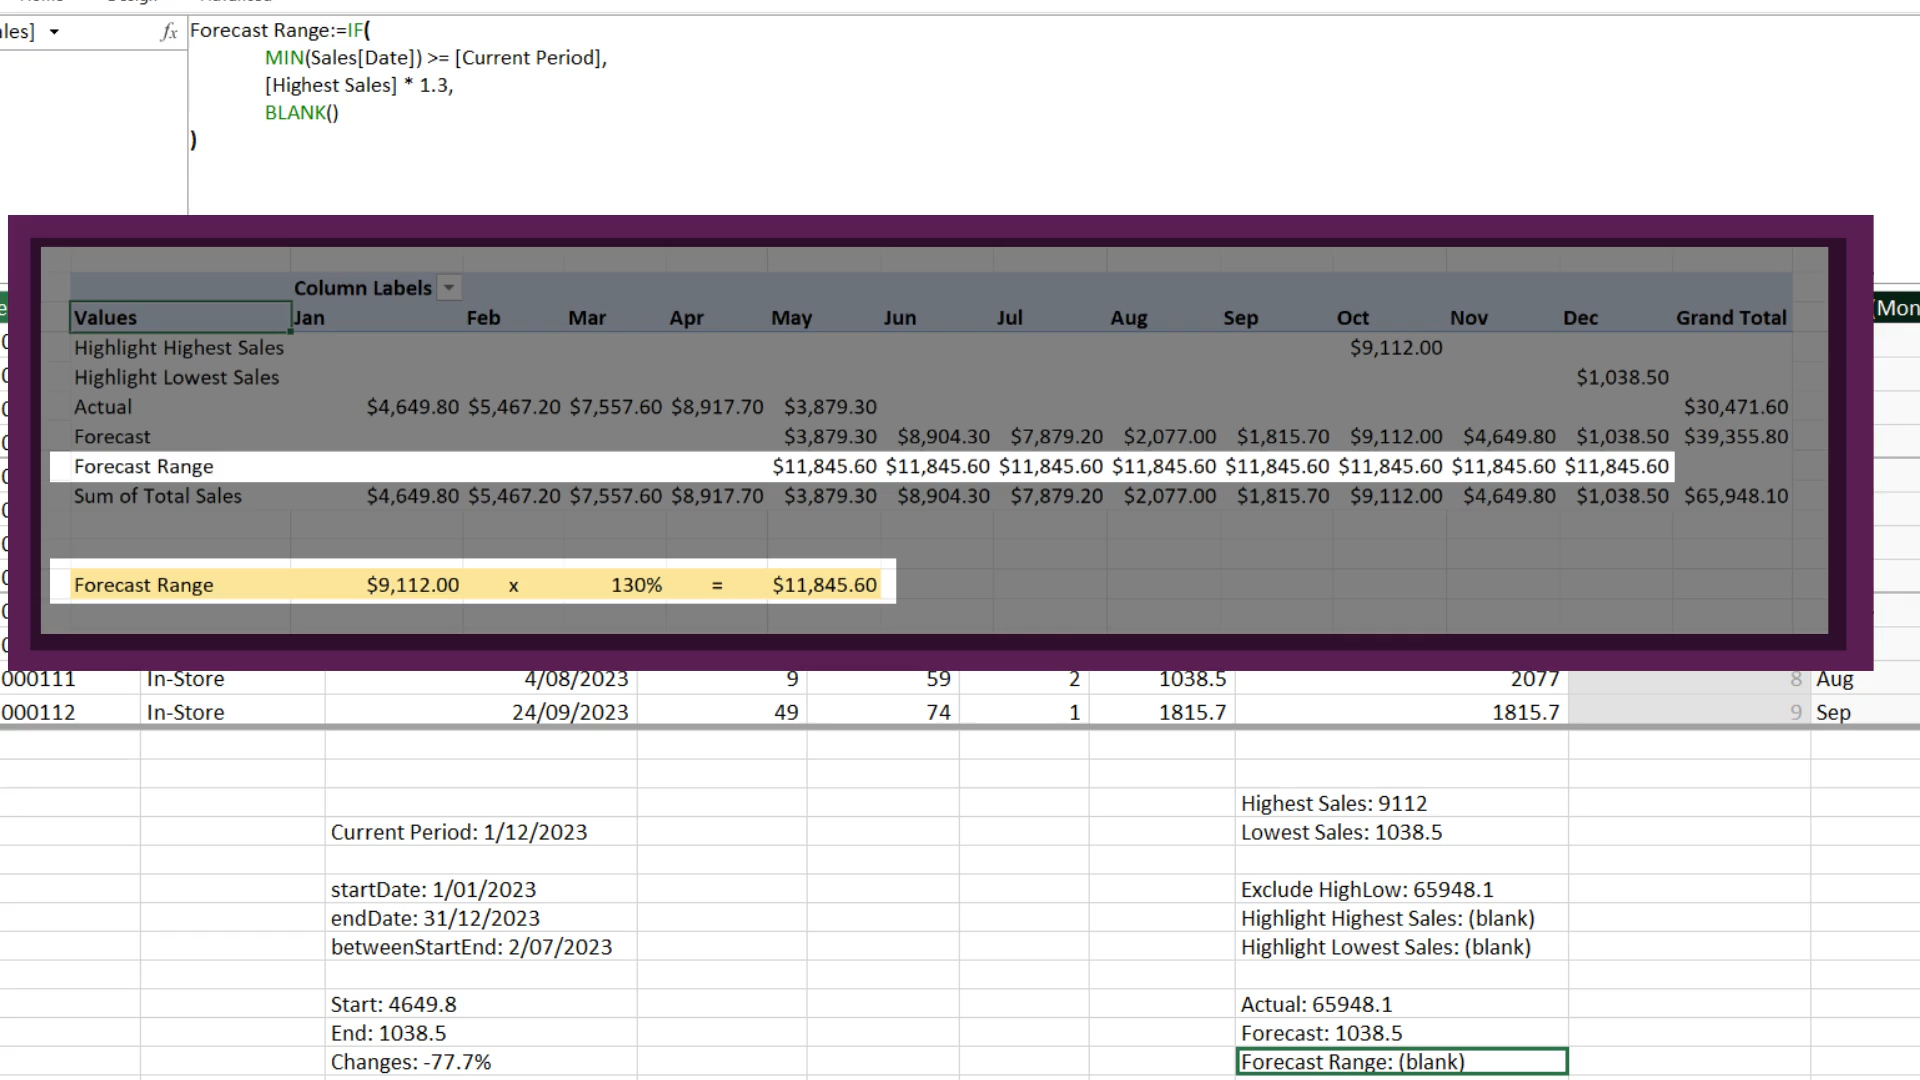 les]
fx
Forecast Range:=IF(
MIN(Sales[Date]) >= [Current Period],
[Highest Sales] * 1.3,
BLANK()
)
Column Labels
Values Jan Feb Mar Apr May Jun Jul Aug Sep Oct Nov Dec Grand Total
Highlight Highest Sales $9,112.00
Highlight Lowest Sales $1,038.50
Actual $4,649.80 $5,467.20 $7,557.60 $8,917.70 $3,879.30 $30,471.60
Forecast $3,879.30 $8,904.30 $7,879.20 $2,077.00 $1,815.70 $9,112.00 $4,649.80 $1,038.50 $39,355.80
Forecast Range $11,845.60 $11,845.60 $11,845.60 $11,845.60 $11,845.60 $11,845.60 $11,845.60 $11,845.60
Sum of Total Sales $4,649.80 $5,467.20 $7,557.60 $8,917.70 $3,879.30 $8,904.30 $7,879.20 $2,077.00 $1,815.70 $9,112.00 $4,649.80 $1,038.50 $65,948.10
Forecast Range $9,112.00 x 130% = $11,845.60
(Mon
000111 In-Store 4/08/2023 9 59 2 1038.5 2077 8 Aug
000112 In-Store 24/09/2023 49 74 1 1815.7 1815.7 9 Sep
Highest Sales: 9112
Current Period: 1/12/2023 Lowest Sales: 1038.5
startDate: 1/01/2023 Exclude HighLow: 65948.1
endDate: 31/12/2023 Highlight Highest Sales: (blank)
betweenStartEnd: 2/07/2023 Highlight Lowest Sales: (blank)
Start: 4649.8 Actual: 65948.1
End: 1038.5 Forecast: 1038.5
Changes: -77.7% Forecast Range: (blank)